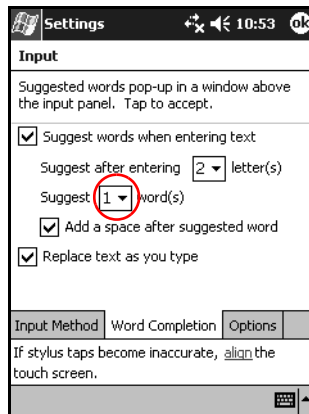 Settings 10:53 ok
Input
Suggested words pop-up in a window above
the input panel. Tap to accept.
Suggest words when entering text
Suggest after entering 2 letter(s)
Suggest 1 word(s)
Add a space after suggested word
Replace text as you type
Input Method Word Completion Options
If stylus taps become inaccurate, align the
touch screen.